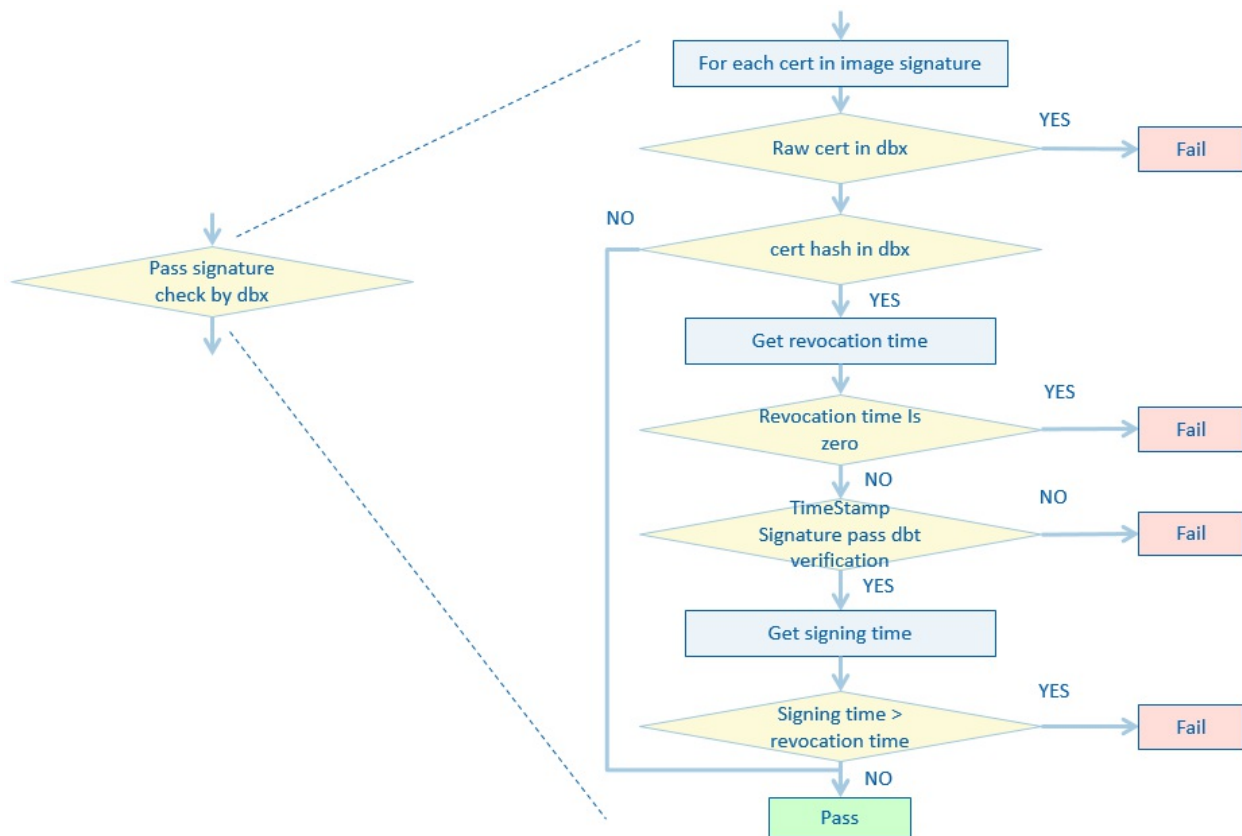 For each cert in image signature
YES
Raw cert in dbx
Fail
NO
cert hash in dbx
Pass signature
check by dbx
YES
Get revocation time
YES
Revocation time Is
zero
Fail
NO
NO
TimeStamp
Signature pass dbt
verification
Fail
YES
Get signing time
YES
Signing time >
revocation time
Fail
NO
Pass